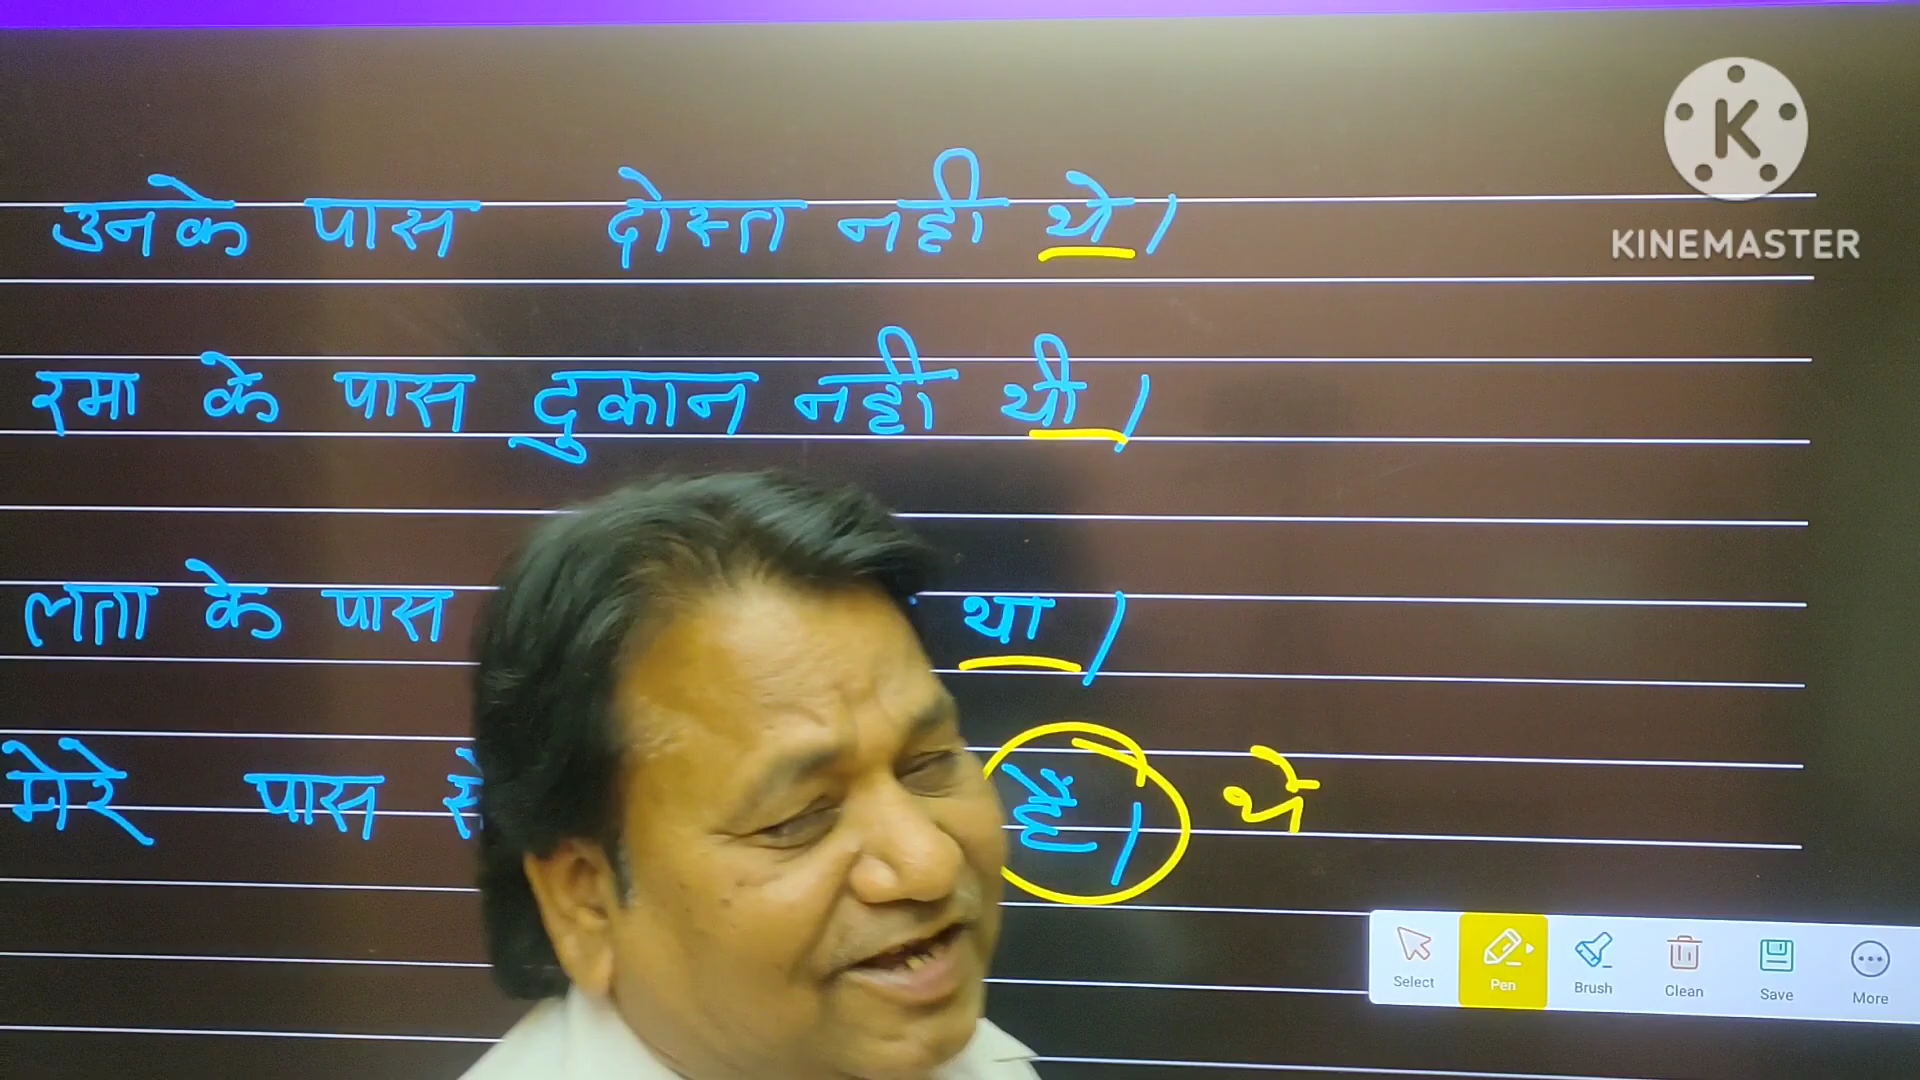 उनके पास दोस्त नही थे।
रमा के पास दुकान नही थी।
लता के पास था।
मेरे पास हैं। थे
KINEMASTER
Select Pen Brush Clean Save More